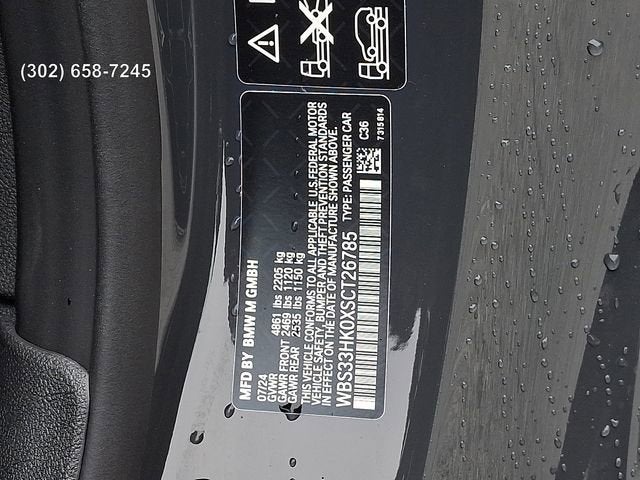 (302) 658-7245
MFD BY BMW M GMBH
07/24
GVWR 4861 lbs 2205 kg
GAWR FRONT 2469 lbs 1120 kg
GAWR REAR 2535 lbs 1150 kg
THIS VEHICLE CONFORMS TO ALL APPLICABLE U.S.FEDERAL MOTOR
VEHICLE SAFETY, BUMPER AND THEFT PREVENTION STANDARDS
IN EFFECT ON THE DATE OF MANUFACTURE SHOWN ABOVE.
WBS33HK0XSCT26785 TYPE: PASSENGER CAR
C36
7 315 814